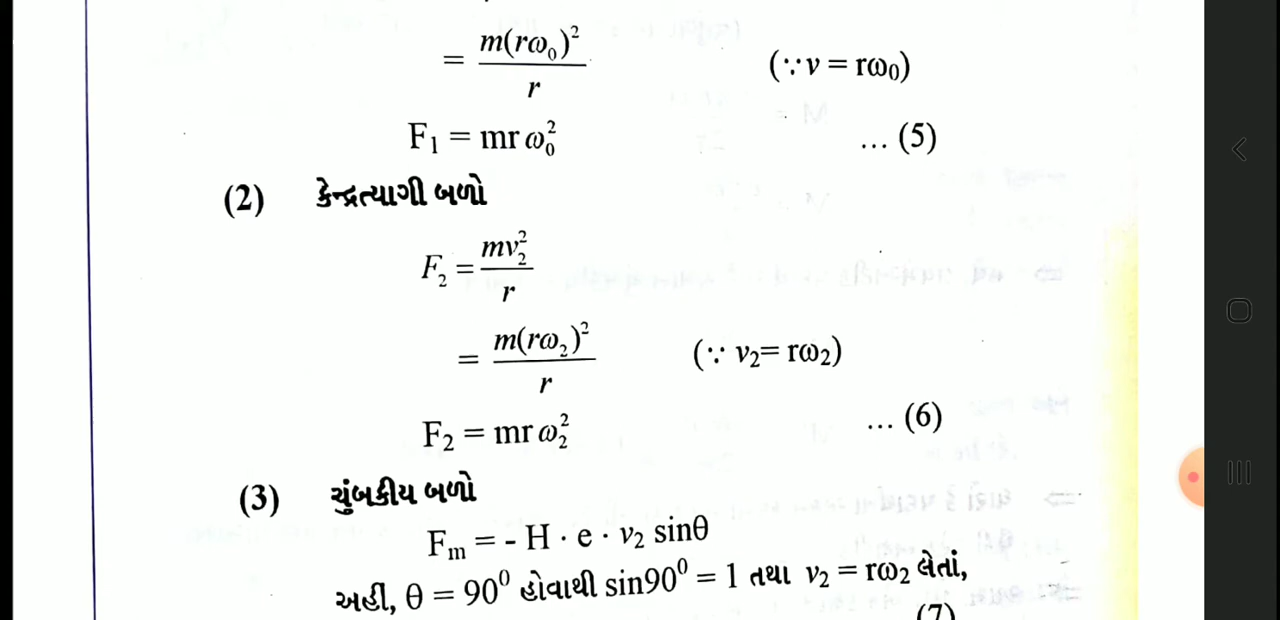 = m(rω₀)² / r (∵ v = rω₀)
F₁ = mr ω₀² ... (5)
(2) કેન્દ્રત્યાગી બળો
F₂ = mv₂² / r
= m(rω₂)² / r (∵ v₂= rω₂)
F₂ = mr ω₂² ... (6)
(3) ચુંબકીય બળો
Fₘ = - H · e · v₂ sinθ
અહીં, θ = 90⁰ હોવાથી sin90⁰ = 1 તથા v₂ = rω₂ લેતાં,
(7)